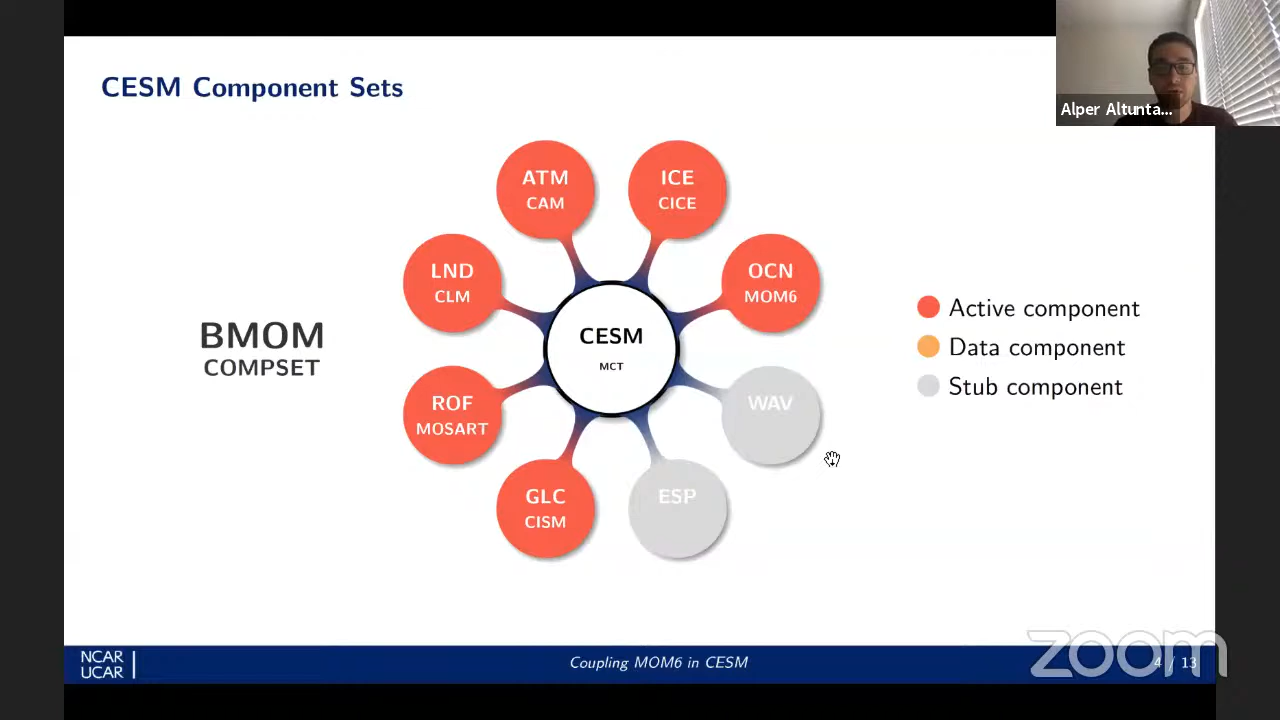 CESM Component Sets
Alper Altunta...
ATM
CAM
ICE
CICE
LND
CLM
OCN
MOM6
BMOM
COMPSET
CESM
MCT
Active component
Data component
Stub component
ROF
MOSART
WAV
GLC
CISM
ESP
NCAR
UCAR
Coupling MOM6 in CESM
4 / 13
zoom